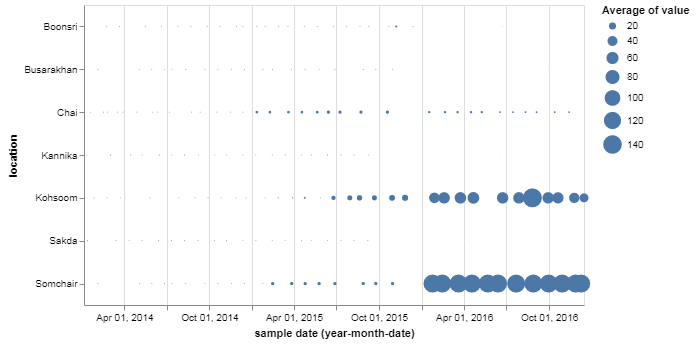 Average of value
20
40
60
80
100
120
140
location
Boonsri
Busarakhan
Chai
Kannika
Kohsoom
Sakda
Somchair
Apr 01, 2014
Oct 01, 2014
Apr 01, 2015
Oct 01, 2015
Apr 01, 2016
Oct 01, 2016
sample date (year-month-date)